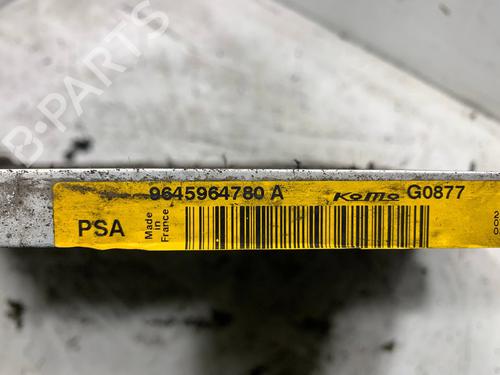 B-PARTS
9645964780 A KOMO G0877
PSA Made in France